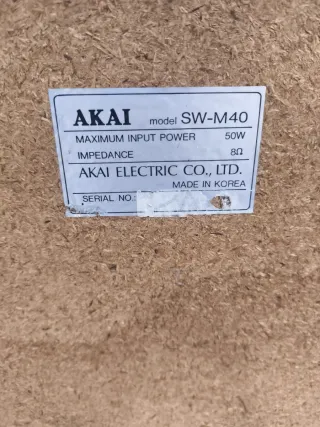 AKAI model SW-M40
MAXIMUM INPUT POWER 50W
IMPEDANCE 8Ω
AKAI ELECTRIC CO., LTD.
MADE IN KOREA
SERIAL NO.: